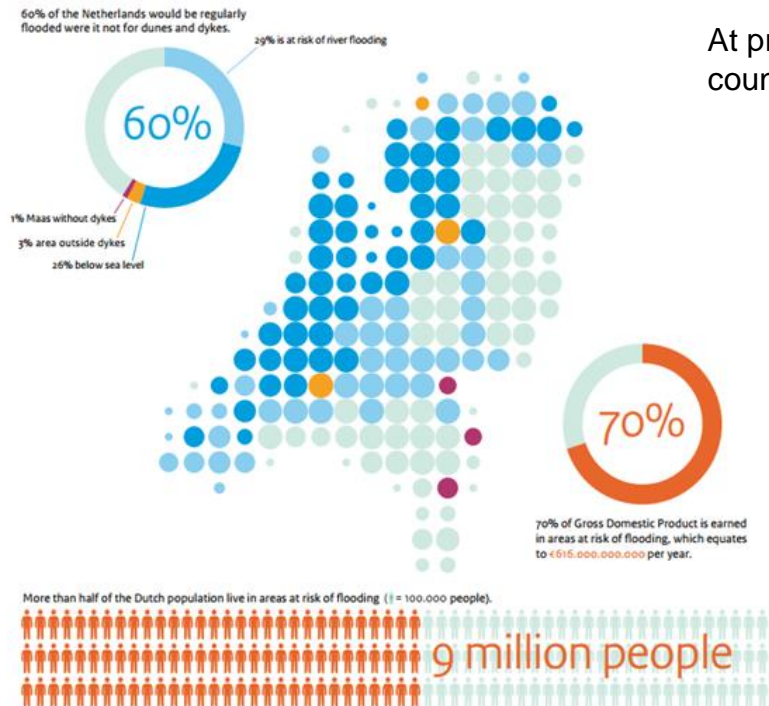 60% of the Netherlands would be regularly
flooded were it not for dunes and dykes.
29% is at risk of river flooding
60%
1% Maas without dykes
3% area outside dykes
26% below sea level
At
70%
70% of Gross Domestic Product is earned
in areas at risk of flooding, which equates
to €616.000.000.000 per year.
More than half of the Dutch population live in areas at risk of flooding ( = 100.000 people).
9 million people